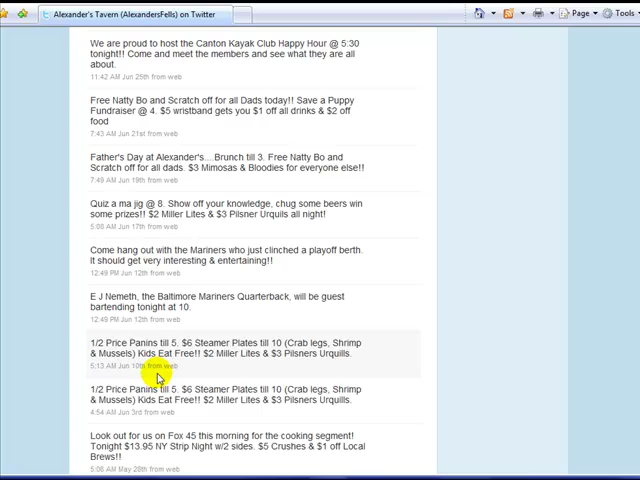 Alexander's Tavern (AlexandersFells) on Twitter
Page
Tools
We are proud to host the Canton Kayak Club Happy Hour @ 5:30
tonight!! Come and meet the members and see what they are all
about.
11:42 AM Jun 25th from web
Free Natty Bo and Scratch off for all Dads today!! Save a Puppy
Fundraiser @ 4. $5 wristband gets you $1 off all drinks & $2 off
food
7:43 AM Jun 21st from web
Father's Day at Alexander's....Brunch till 3. Free Natty Bo and
Scratch off for all dads. $3 Mimosas & Bloodies for everyone else!!
7:49 AM Jun 19th from web
Quiz a ma jig @ 8. Show off your knowledge, chug some beers win
some prizes!! $2 Miller Lites & $3 Pilsner Urquils all night!
5:08 AM Jun 17th from web
Come hang out with the Mariners who just clinched a playoff berth.
It should get very interesting & entertaining!!
12:49 PM Jun 12th from web
E J Nemeth, the Baltimore Mariners Quarterback, will be guest
bartending tonight at 10.
12:49 PM Jun 12th from web
1/2 Price Panins till 5. $6 Steamer Plates till 10 (Crab legs, Shrimp
& Mussels) Kids Eat Free!! $2 Miller Lites & $3 Pilsners Urquills.
5:13 AM Jun 10th from web
1/2 Price Panins till 5. $6 Steamer Plates till 10 (Crab legs, Shrimp
& Mussels) Kids Eat Free!! $2 Miller Lites & $3 Pilsners Urquills.
4:54 AM Jun 3rd from web
Look out for us on Fox 45 this morning for the cooking segment!
Tonight $13.95 NY Strip Night w/2 sides. $5 Crushes & $1 off Local
Brews!!
5:06 AM May 28th from web